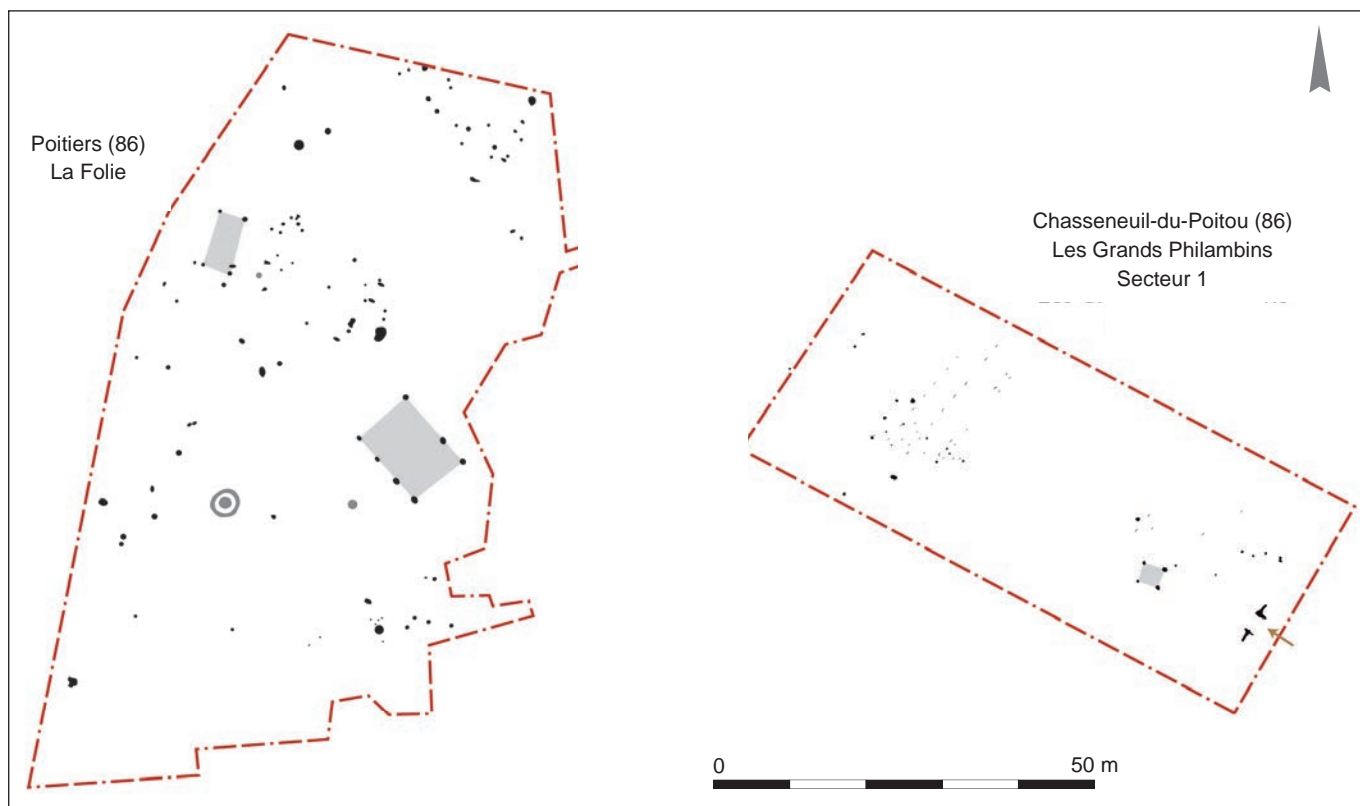 Poitiers (86)
La Folie
Chasseneuil-du-Poitou (86)
Les Grands Philambins
Secteur 1
0
50 m